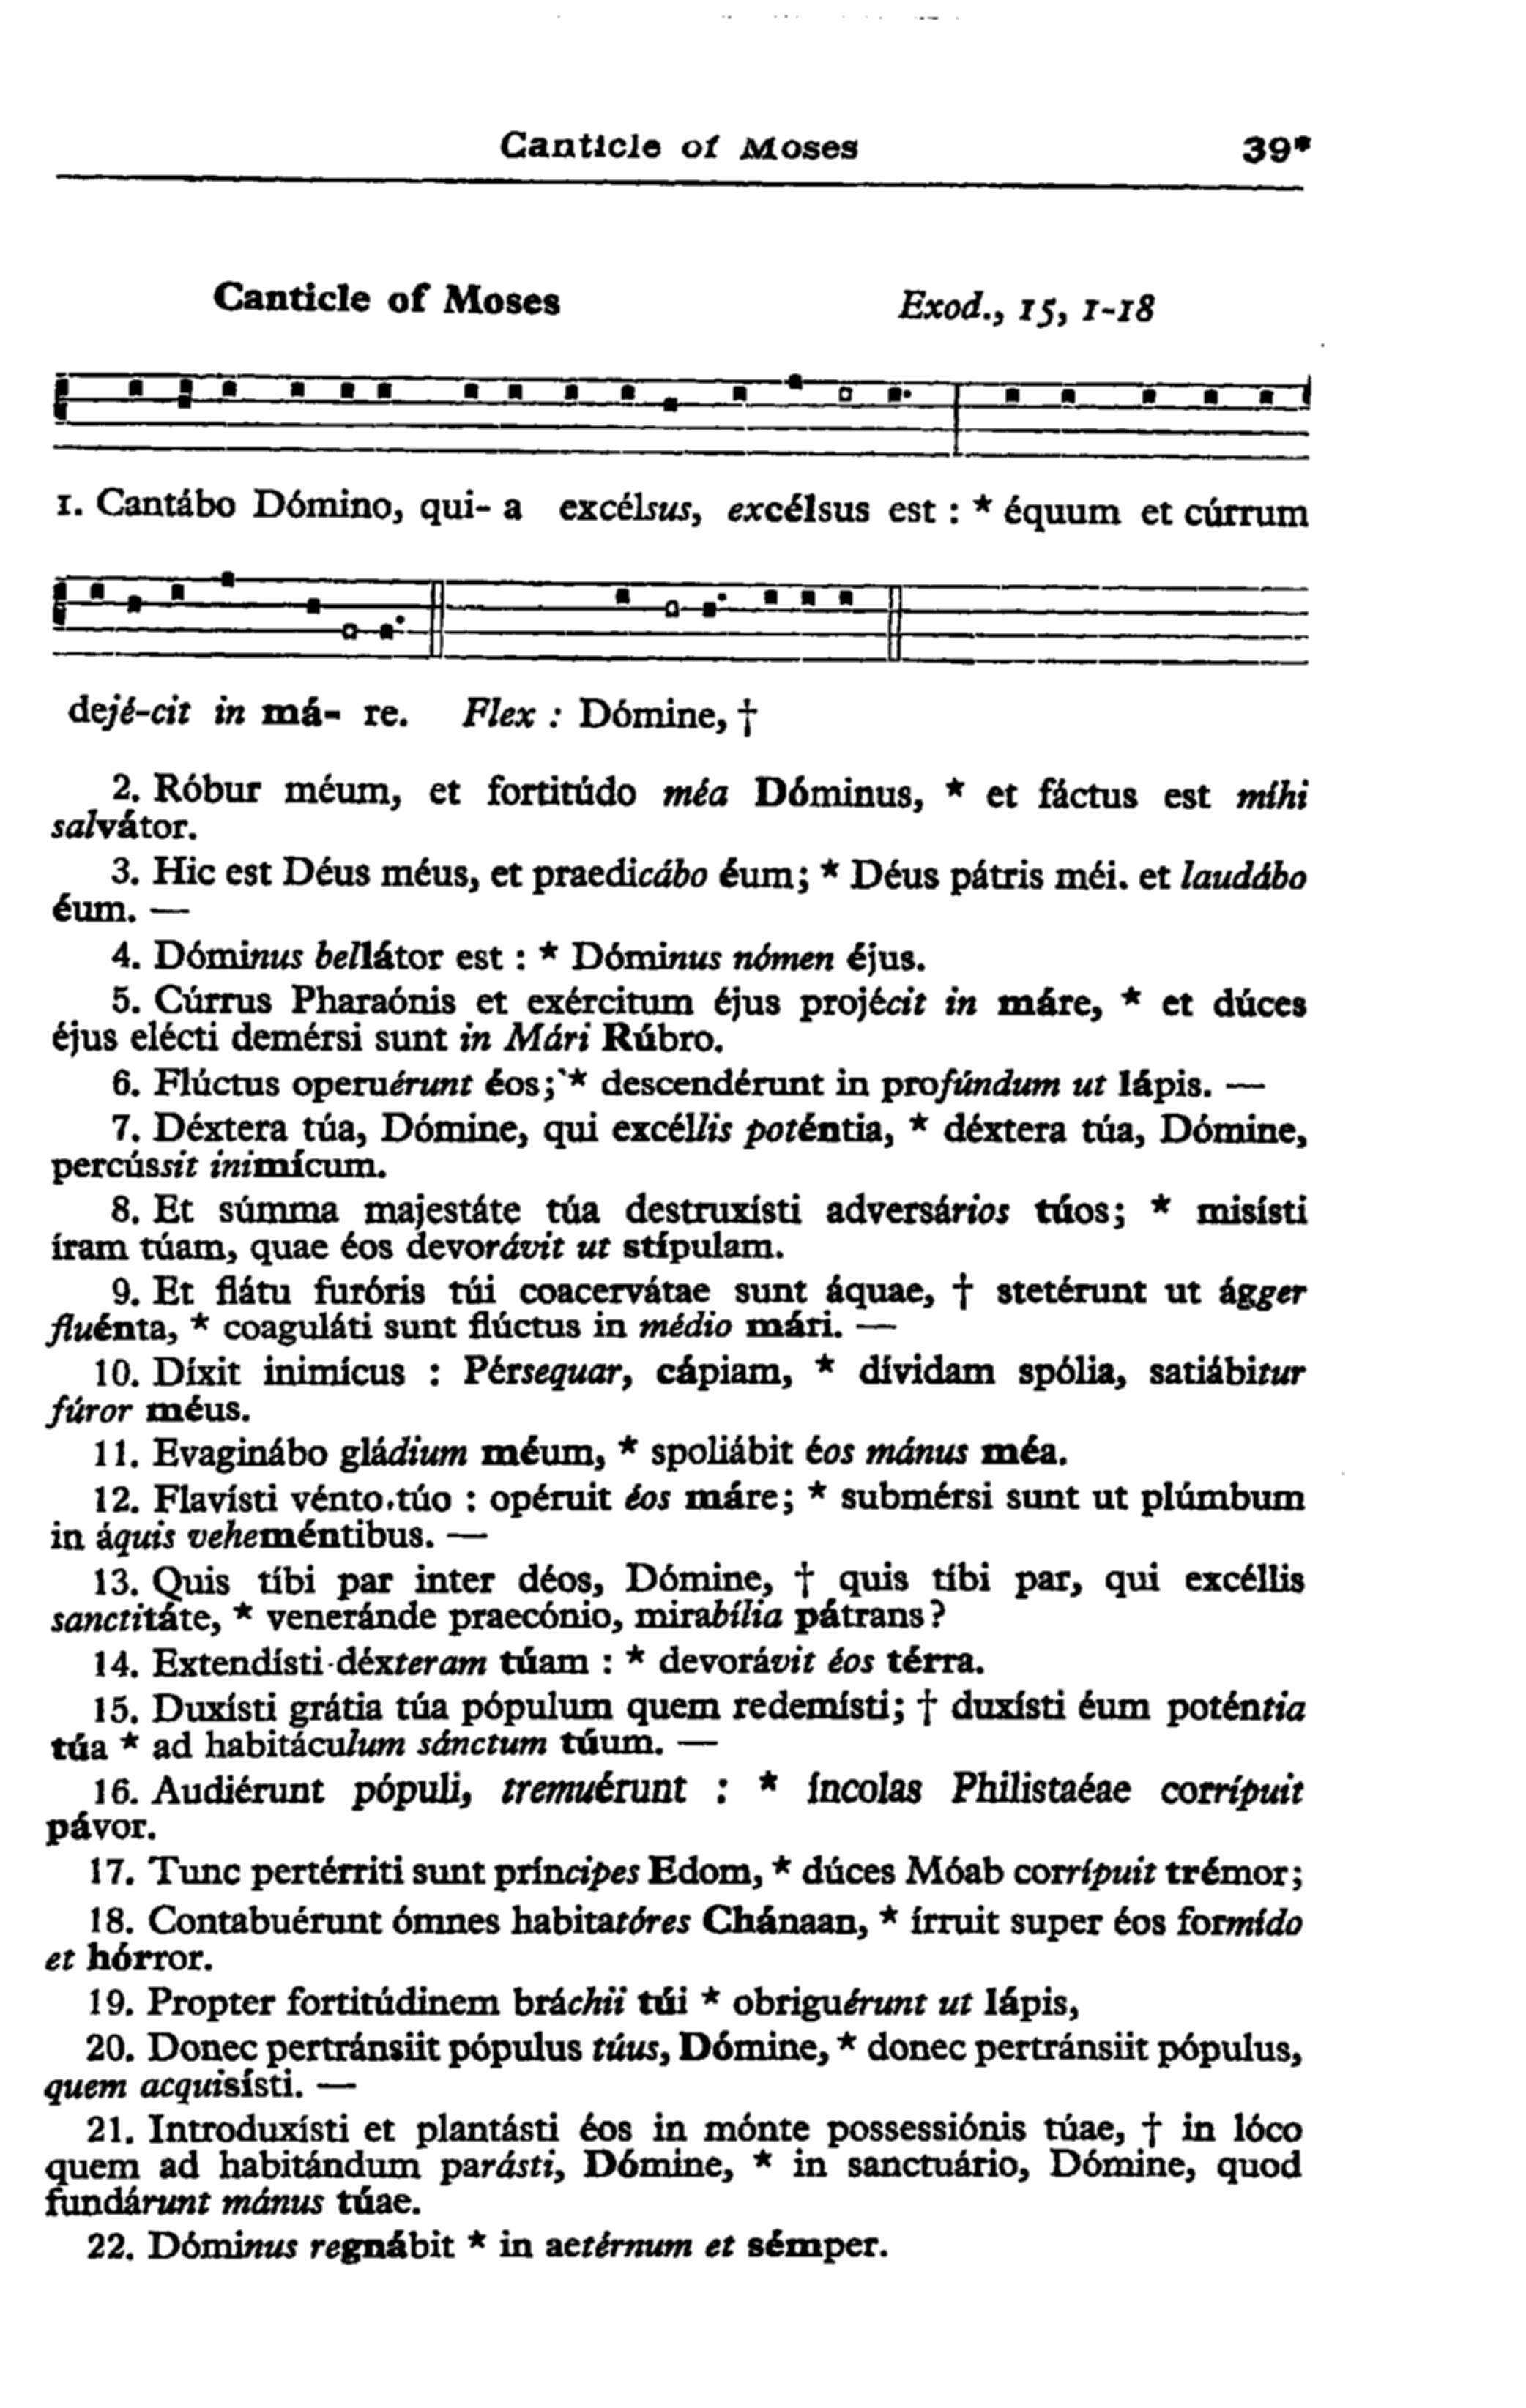 Canticle of Moses 39*
Canticle of Moses Exod., 15, 1-18
1. Cantábo Dómino, qui- a excélsus, excélsus est : * équum et cúrrum
dejé-cit in má- re. Flex : Dómine, †
2. Róbur méum, et fortitúdo méa Dóminus, * et fáctus est míhi
salvátor.
3. Hic est Déus méus, et praedicábo éum; * Déus pátris méi. et laudábo
éum. —
4. Dóminus bellátor est : * Dóminus nómen éjus.
5. Cúrrus Pharaónis et exércitum éjus projécit in máre, * et dúces
éjus elécti demérsi sunt in Mári Rúbro.
6. Flúctus operuérunt éos; * descendérunt in profúndum ut lápis. —
7. Déxtera túa, Dómine, qui excéllis poténtia, * déxtera túa, Dómine,
percússit inimícum.
8. Et súmma majestáte túa destruxísti adversários túos; * misísti
íram túam, quae éos devorávit ut stípulam.
9. Et flátu furóris túi coacervátae sunt áquae, † stetérunt ut ágger
fluénta, * coaguláti sunt flúctus in médio mári. —
10. Díxit inimícus : Pérsequar, cápiam, * dívidam spólia, satiábitur
fúror méus.
11. Evaginábo gládium méum, * spoliábit éos mánus méa.
12. Flavísti vénto túo : opéruit éos máre; * submérsi sunt ut plúmbum
in áquis veheméntibus. —
13. Quis tíbi par inter déos, Dómine, † quis tíbi par, qui excéllis
sanctitáte, * veneránde praecónio, mirabília pátrans?
14. Extendísti déxteram túam : * devorávit éos térra.
15. Duxísti grátia túa pópulum quem redemísti; † duxísti éum poténtia
túa * ad habitáculum sánctum túum. —
16. Audiérunt pópuli, tremuérunt : * íncolas Philistaéae corrípuit
pávor.
17. Tunc pertérriti sunt príncipes Edom, * dúces Móab corrípuit trémor;
18. Contabuérunt ómnes habitatóres Chánaan, * írruit super éos formído
et hórror.
19. Propter fortitúdinem bráchii túi * obriguérunt ut lápis,
20. Donec pertránsiit pópulus túus, Dómine, * donec pertránsiit pópulus,
quem acquisísti. —
21. Introduxísti et plantásti éos in mónte possessiónis túae, † in lóco
quem ad habitándum parásti, Dómine, * in sanctuário, Dómine, quod
fundárunt mánus túae.
22. Dóminus regnábit * in aetérnum et sémper.